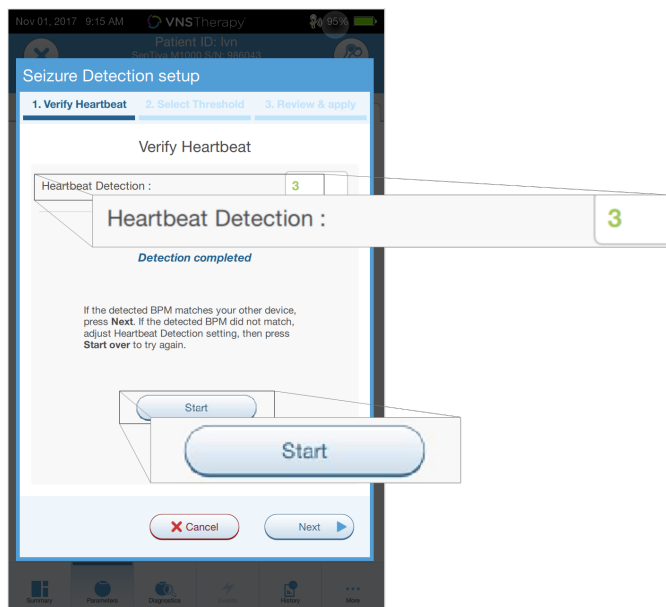 Nov 01, 2017 9:15 AM VNSTherapy 95%
Patient ID: lvn
SenTiva M1000 S/N: 986043
Seizure Detection setup
1. Verify Heartbeat 2. Select Threshold 3. Review & apply
Verify Heartbeat
Heartbeat Detection : 3
Heartbeat Detection : 3
Detection completed
If the detected BPM matches your other device,
press Next. If the detected BPM did not match,
adjust Heartbeat Detection setting, then press
Start over to try again.
Start
Start
Cancel Next
Summary Parameters Diagnostics Events History More